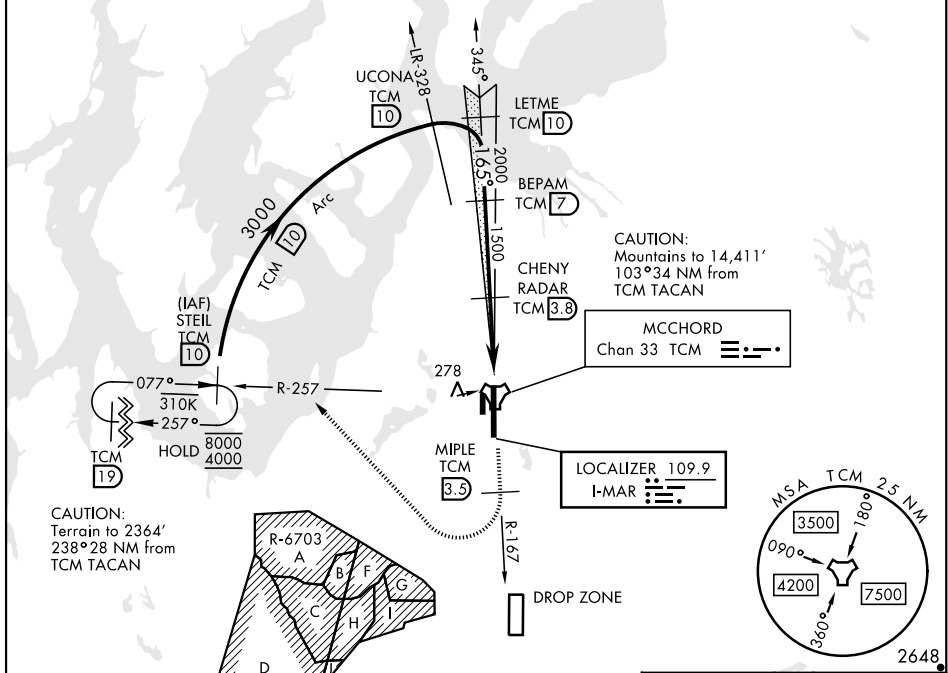 UCONA
TCM
10
LR-328
345°
LETME
TCM 10
2000
165°
BEPAM
TCM 7
1500
3000
TCM 10 Arc
CAUTION:
Mountains to 14,411'
103°34 NM from
TCM TACAN
CHENY
RADAR
TCM 3.8
(IAF)
STEIL
TCM
10
MCCHORD
Chan 33 TCM
278
077°
310K
257°
R-257
HOLD 8000
4000
TCM
19
MIPLE
TCM
3.5
LOCALIZER 109.9
I-MAR
CAUTION:
Terrain to 2364'
238°28 NM from
TCM TACAN
R-167
DROP ZONE
R-6703
A
B
F
G
C
H
I
D
MSA TCM 25 NM
3500
180°
090°
4200
7500
360°
2648